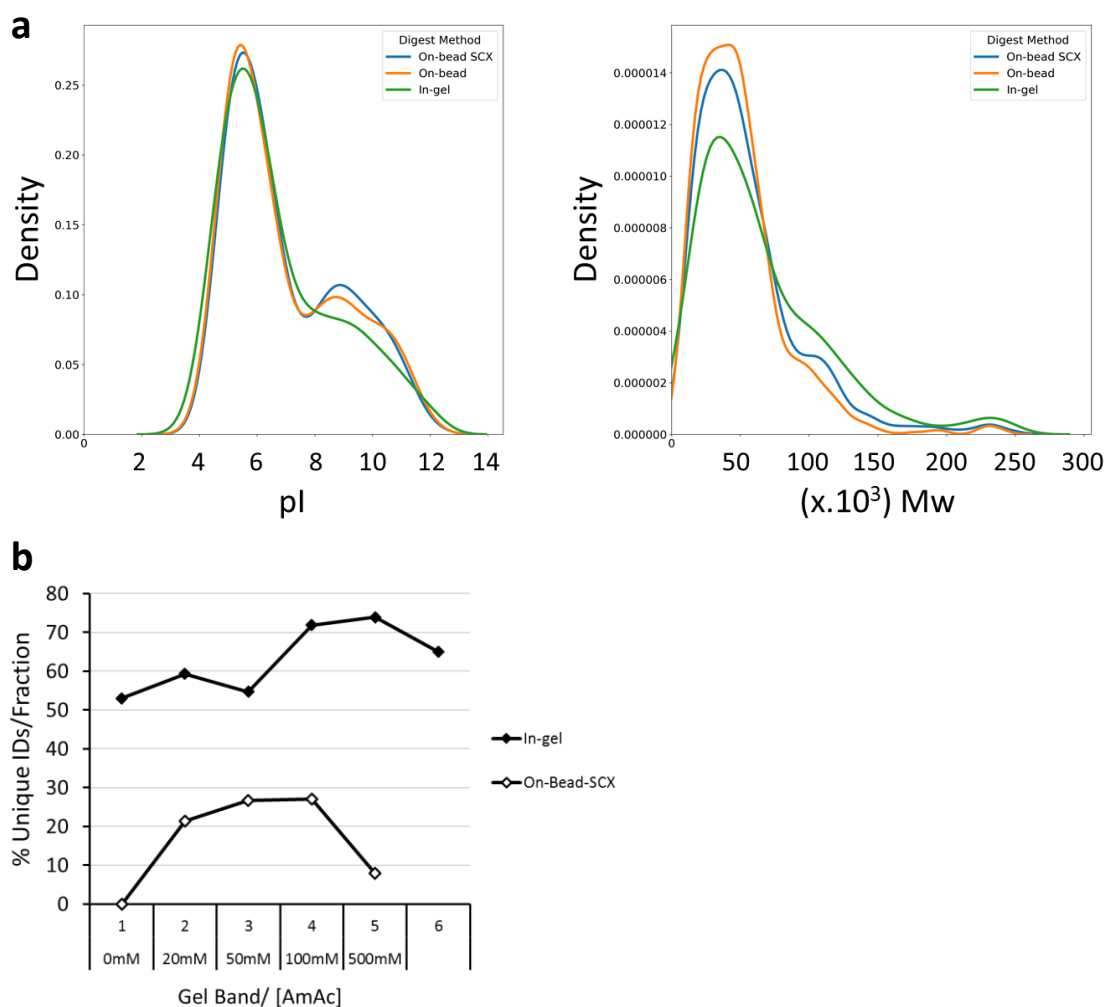 a
Density
0.25
0.20
0.15
0.10
0.05
0.00
0
2
4
6
8
10
12
14
pI
Digest Method
On-bead SCX
On-bead
In-gel
Density
0.000014
0.000012
0.000010
0.000008
0.000006
0.000004
0.000002
0.000000
0
50
100
150
200
250
300
(x.10³) Mw
Digest Method
On-bead SCX
On-bead
In-gel
b
% Unique IDs/Fraction
80
70
60
50
40
30
20
10
0
1 2 3 4 5 6
0mM 20mM 50mM 100mM 500mM
Gel Band/ [AmAc]
In-gel
On-Bead-SCX